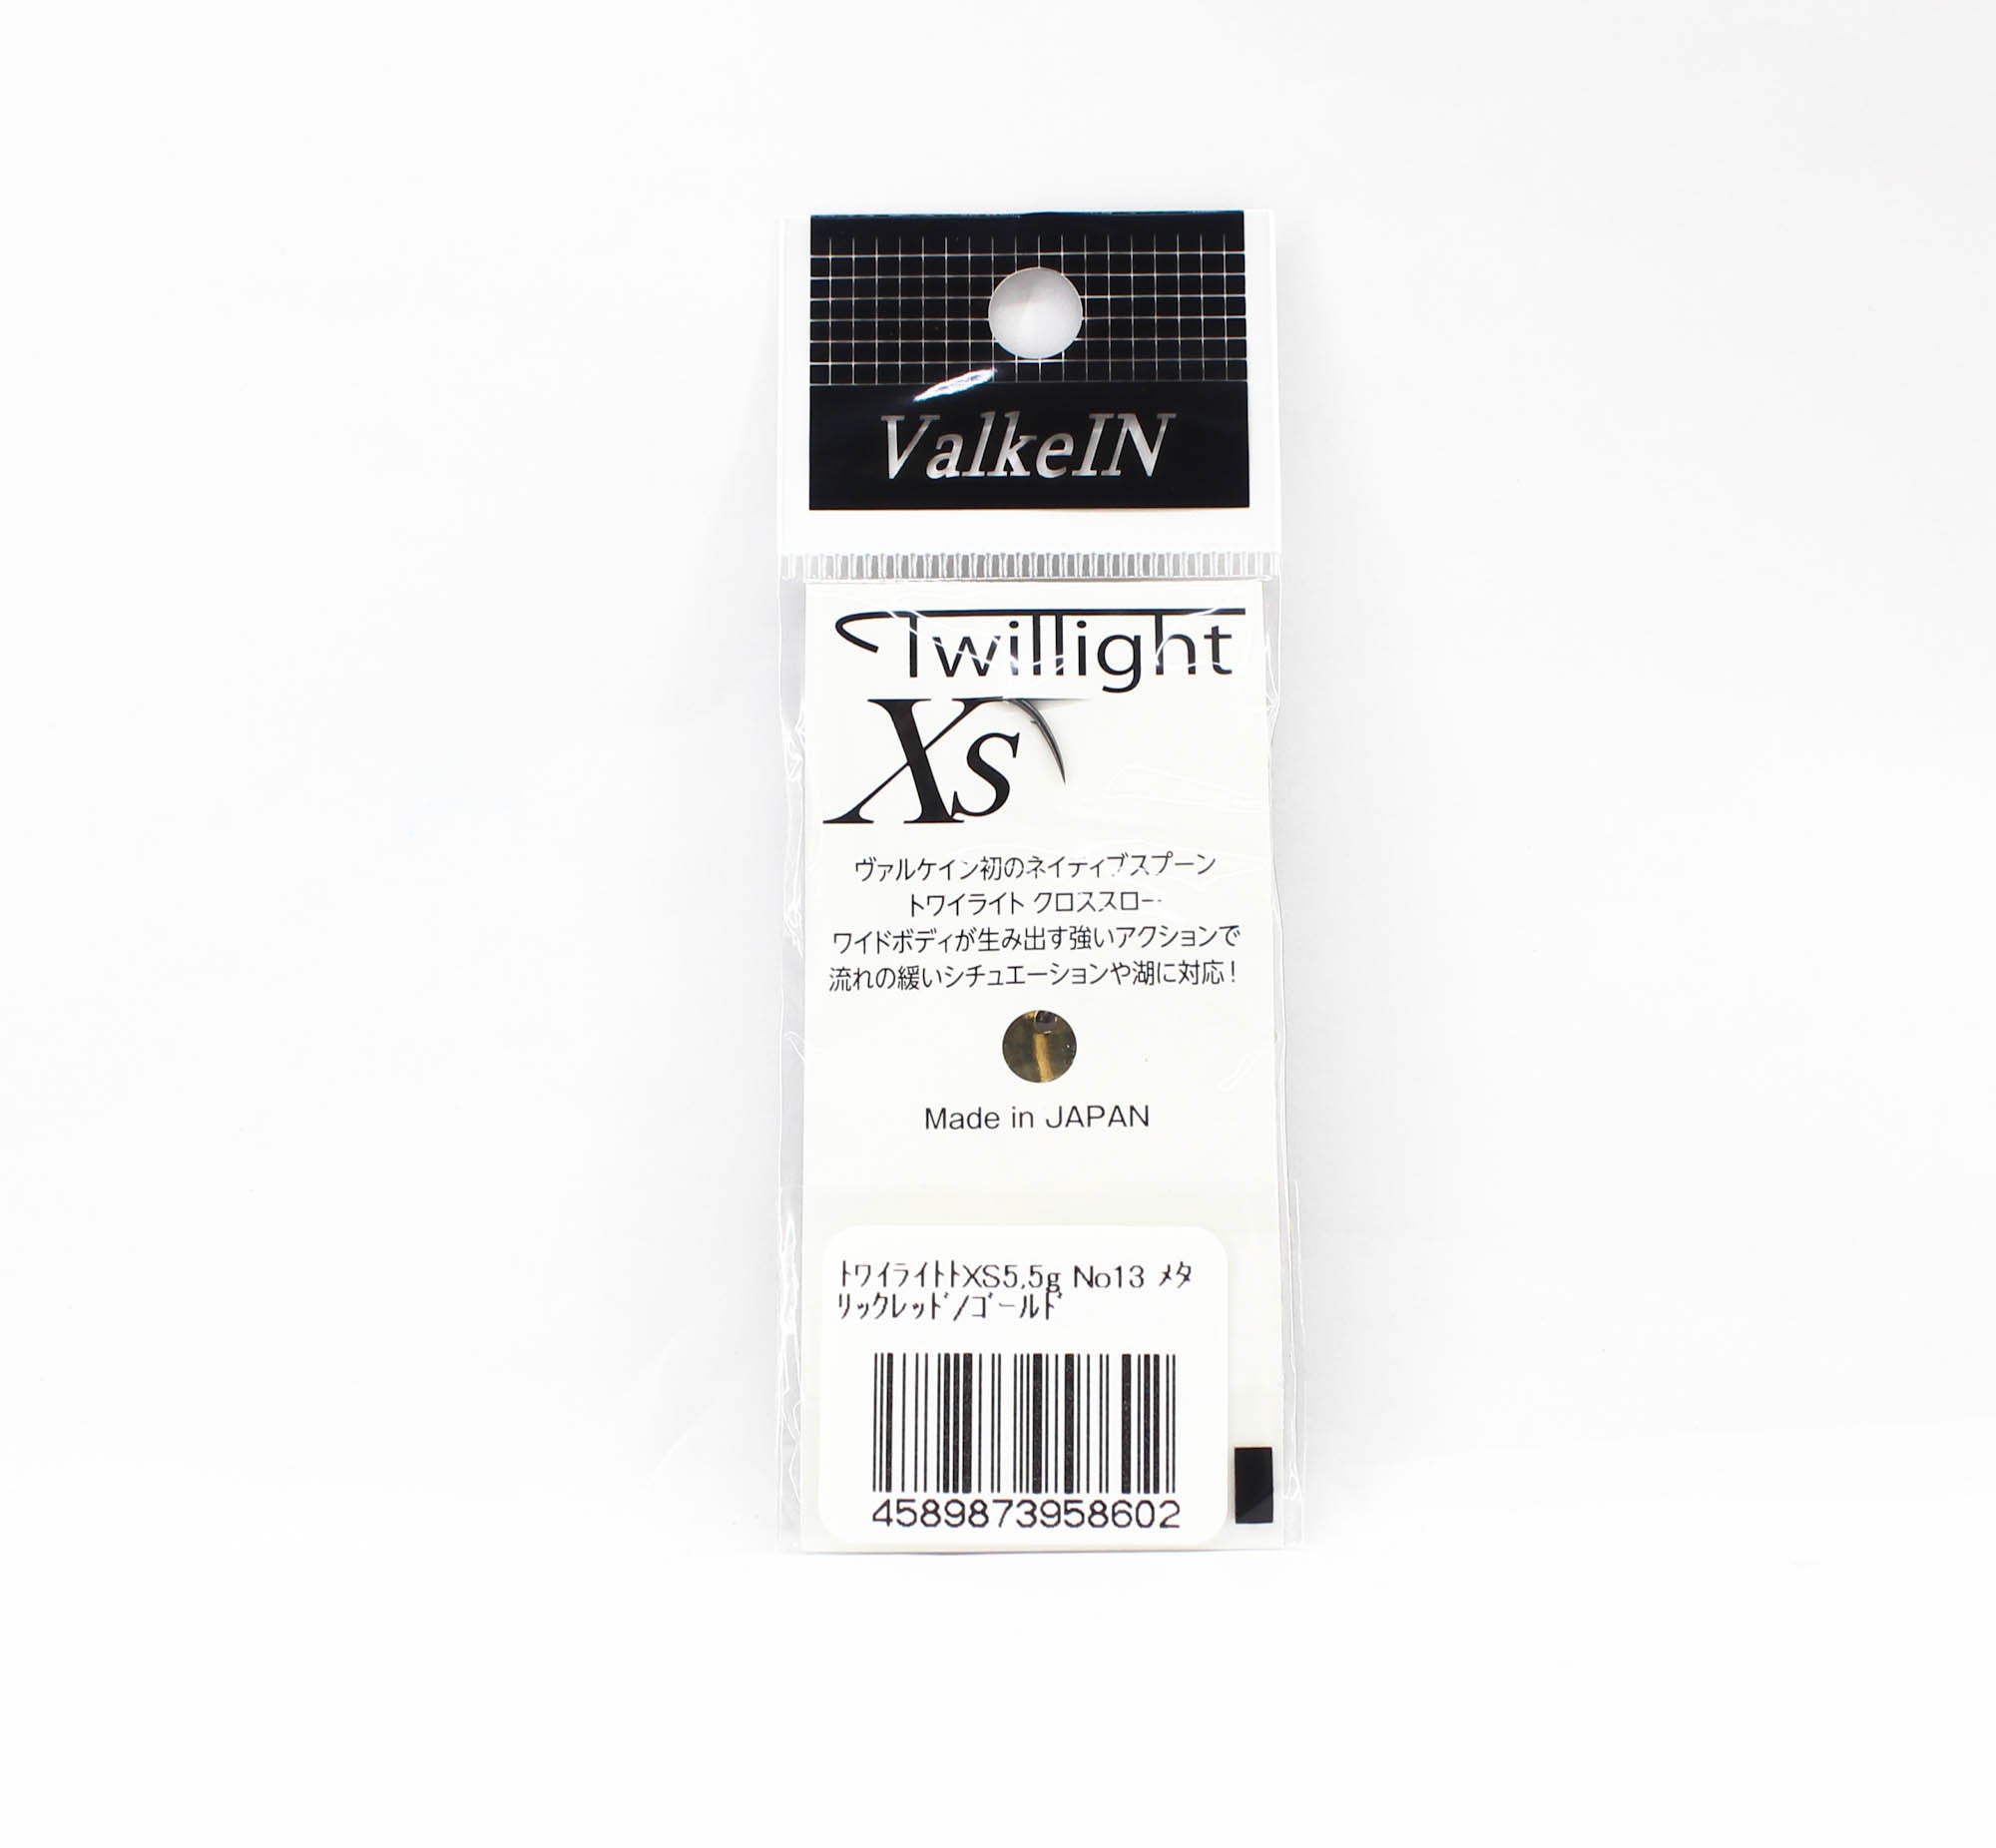 ValkeIN
Twillight
Xs
ヴァルケイン初のネイティブスプーン
トワイライト クロススロー
ワイドボディが生み出す強いアクションで
流れの緩いシチュエーションや湖に対応！
Made in JAPAN
ﾄワイライトﾄXS5.5g No13 メタ
リックレッド/ゴールド
4589873958602